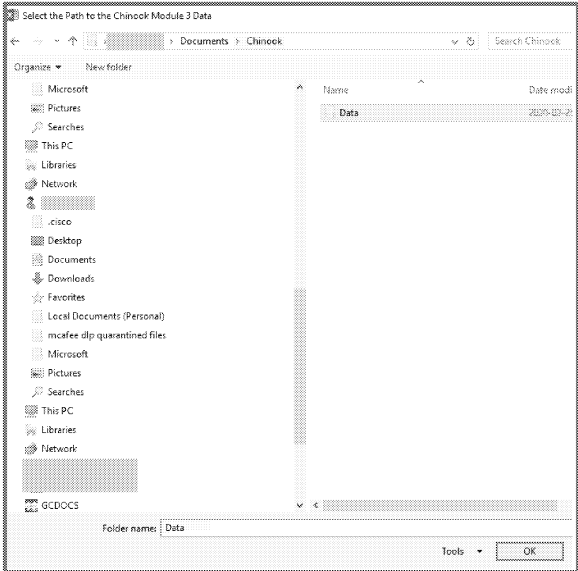 Select the Path to the Chinook Module 3 Data
Documents > Chinook
Search Chinook
Organize
New folder
Microsoft
Pictures
Searches
This PC
Libraries
Network
.cisco
Desktop
Documents
Downloads
Favorites
Local Documents (Personal)
mcafee dlp quarantined files
Microsoft
Pictures
Searches
This PC
Libraries
Network
GCDOCS
Name
Date modi
Data
Folder name: Data
Tools
OK